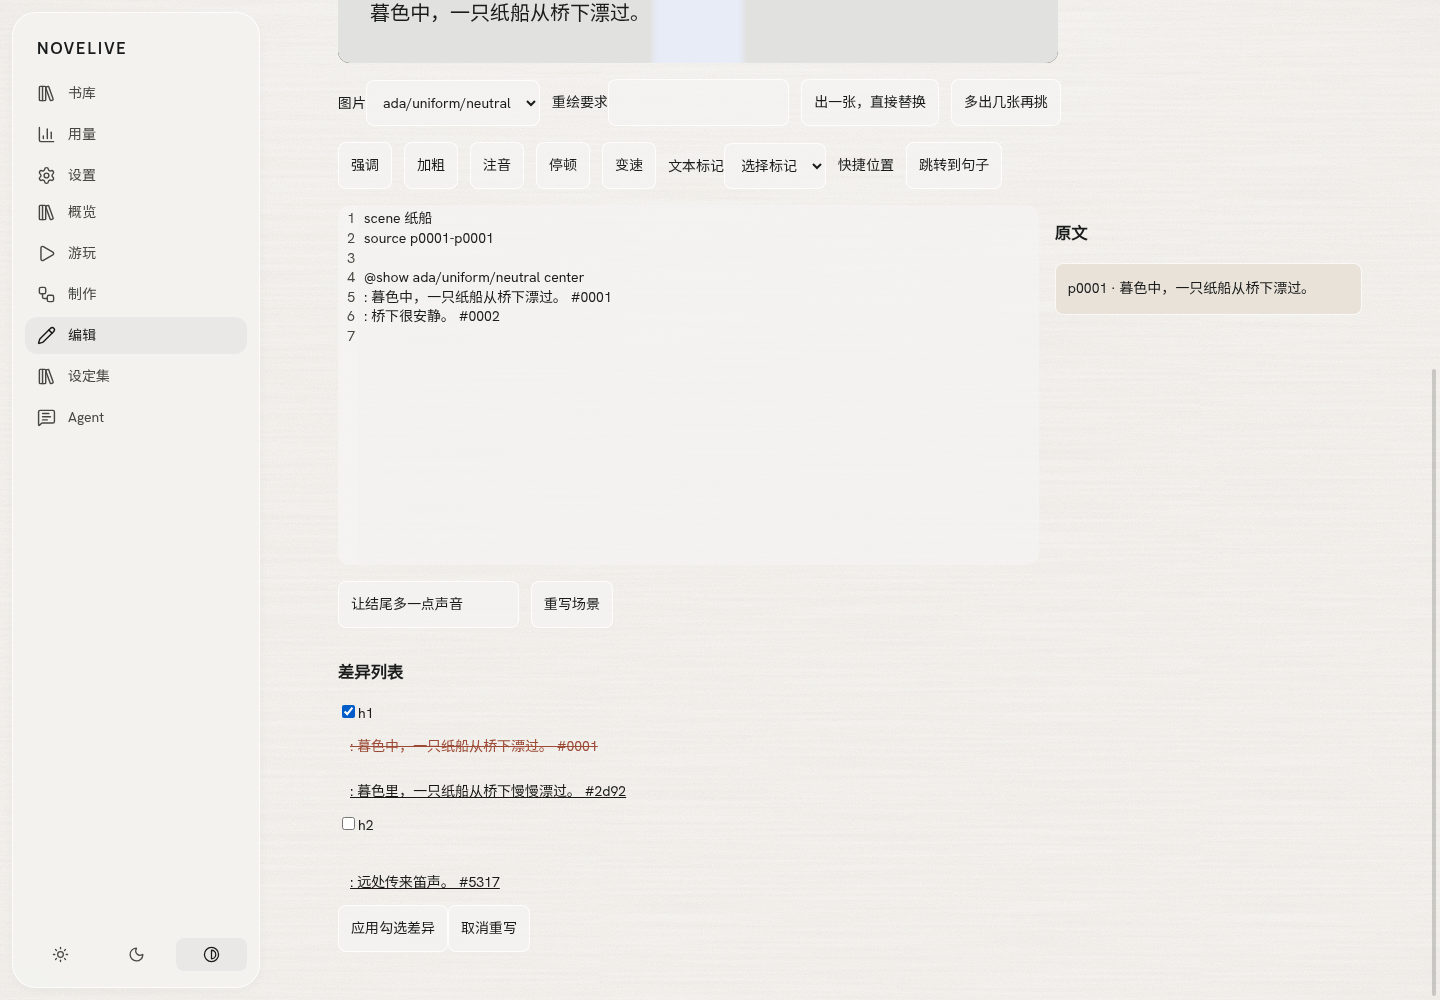 NOVELIVE
书库
用量
设置
概览
游玩
制作
编辑
设定集
Agent
暮色中，一只纸船从桥下漂过。
图片 ada/uniform/neutral 重绘要求 出一张，直接替换 多出几张再挑
强调 加粗 注音 停顿 变速 文本标记 选择标记 快捷位置 跳转到句子
1 scene 纸船
2 source p0001-p0001
3
4 @show ada/uniform/neutral center
5 : 暮色中，一只纸船从桥下漂过。 #0001
6 : 桥下很安静。 #0002
7
原文
p0001 · 暮色中，一只纸船从桥下漂过。
让结尾多一点声音 重写场景
差异列表
h1
: 暮色中，一只纸船从桥下漂过。 #0001
: 暮色里，一只纸船从桥下慢慢漂过。 #2d92
h2
: 远处传来笛声。 #5317
应用勾选差异 取消重写